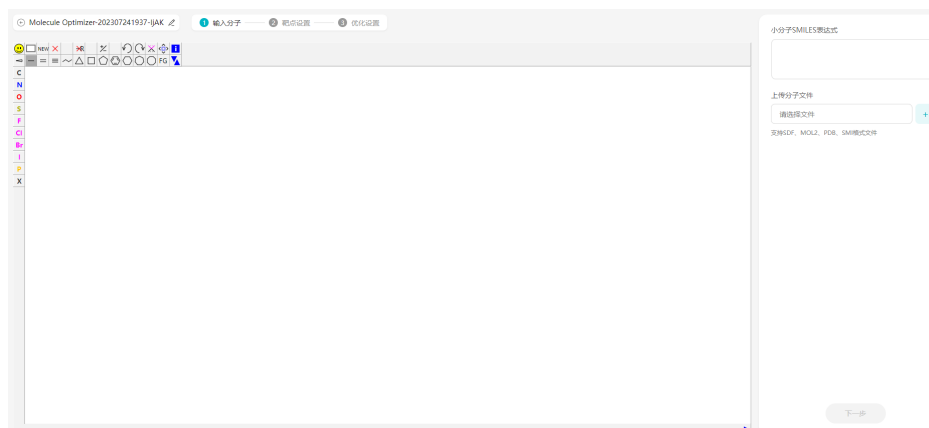 Molecule Optimizer-202307241937-IjAK
1 输入分子 2 靶点设置 3 优化设置
NEW
FG
C
N
O
S
F
Cl
Br
I
P
X
小分子SMILES表达式
上传分子文件
请选择文件 +
支持SDF、MOL2、PDB、SMI格式文件
下一步